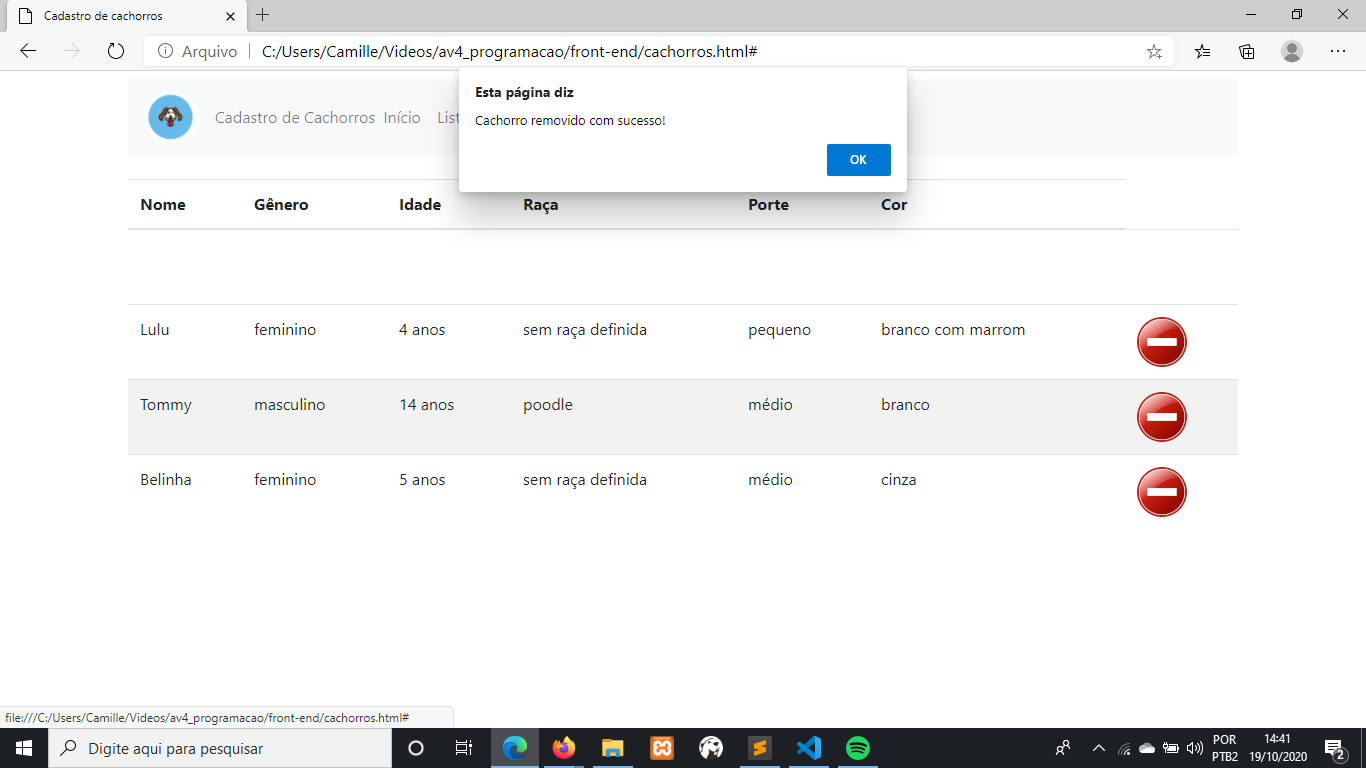 Cadastro de cachorros
Arquivo C:/Users/Camille/Videos/av4_programacao/front-end/cachorros.html#
Esta página diz
Cachorro removido com sucesso!
OK
Cadastro de Cachorros Início List
Nome Gênero Idade Raça Porte Cor
Lulu feminino 4 anos sem raça definida pequeno branco com marrom
Tommy masculino 14 anos poodle médio branco
Belinha feminino 5 anos sem raça definida médio cinza
file:///C:/Users/Camille/Videos/av4_programacao/front-end/cachorros.html#
Digite aqui para pesquisar
POR 14:41
PTB2 19/10/2020 2